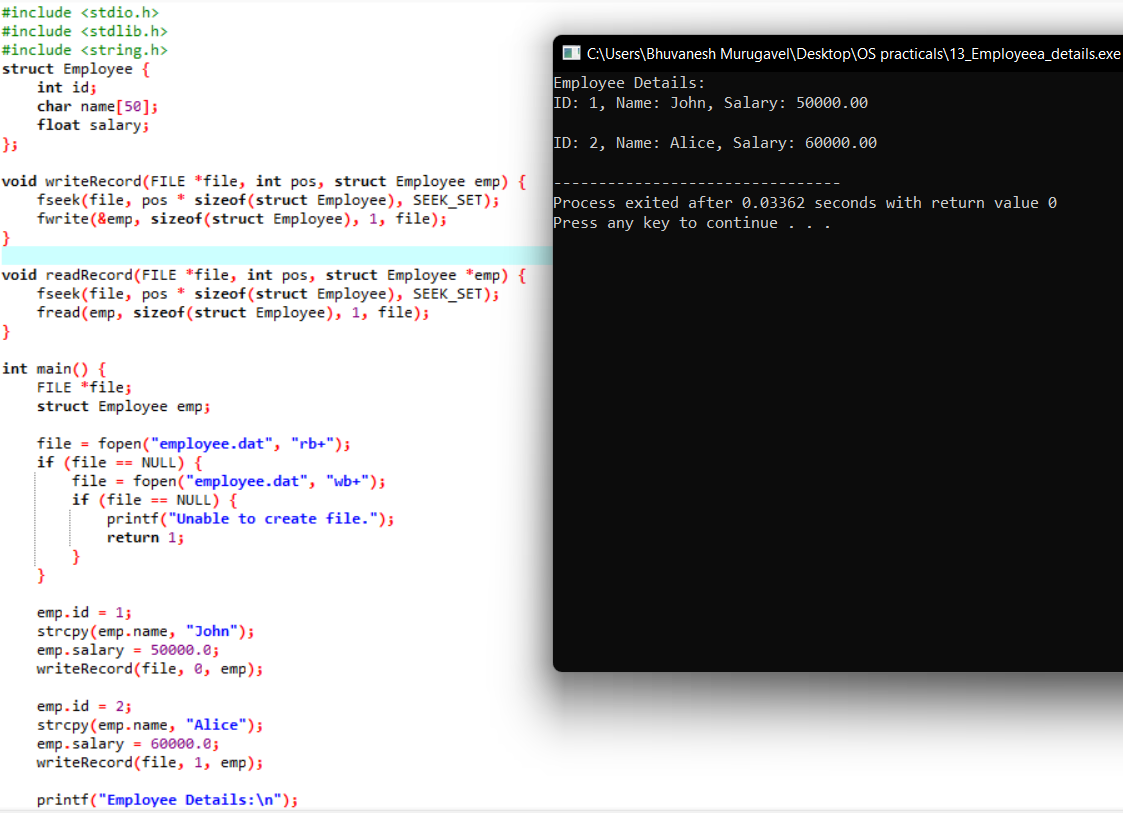 #include <stdio.h>
#include <stdlib.h>
#include <string.h>
struct Employee {
    int id;
    char name[50];
    float salary;
};

void writeRecord(FILE *file, int pos, struct Employee emp) {
    fseek(file, pos * sizeof(struct Employee), SEEK_SET);
    fwrite(&emp, sizeof(struct Employee), 1, file);
}

void readRecord(FILE *file, int pos, struct Employee *emp) {
    fseek(file, pos * sizeof(struct Employee), SEEK_SET);
    fread(emp, sizeof(struct Employee), 1, file);
}

int main() {
    FILE *file;
    struct Employee emp;

    file = fopen("employee.dat", "rb+");
    if (file == NULL) {
        file = fopen("employee.dat", "wb+");
        if (file == NULL) {
            printf("Unable to create file.");
            return 1;
        }
    }

    emp.id = 1;
    strcpy(emp.name, "John");
    emp.salary = 50000.0;
    writeRecord(file, 0, emp);

    emp.id = 2;
    strcpy(emp.name, "Alice");
    emp.salary = 60000.0;
    writeRecord(file, 1, emp);

    printf("Employee Details:\n");
C:\Users\Bhuvanesh Murugavel\Desktop\OS practicals\13_Employeea_details.exe
Employee Details:
ID: 1, Name: John, Salary: 50000.00

ID: 2, Name: Alice, Salary: 60000.00

--------------------------------
Process exited after 0.03362 seconds with return value 0
Press any key to continue . . .